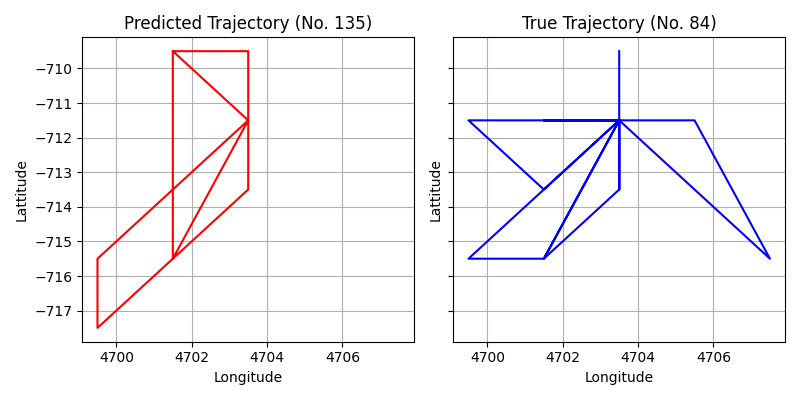 Predicted Trajectory (No. 135)
True Trajectory (No. 84)
−710
−711
−712
−713
−714
−715
−716
−717
Lattitude
Lattitude
4700 4702 4704 4706
4700 4702 4704 4706
Longitude
Longitude